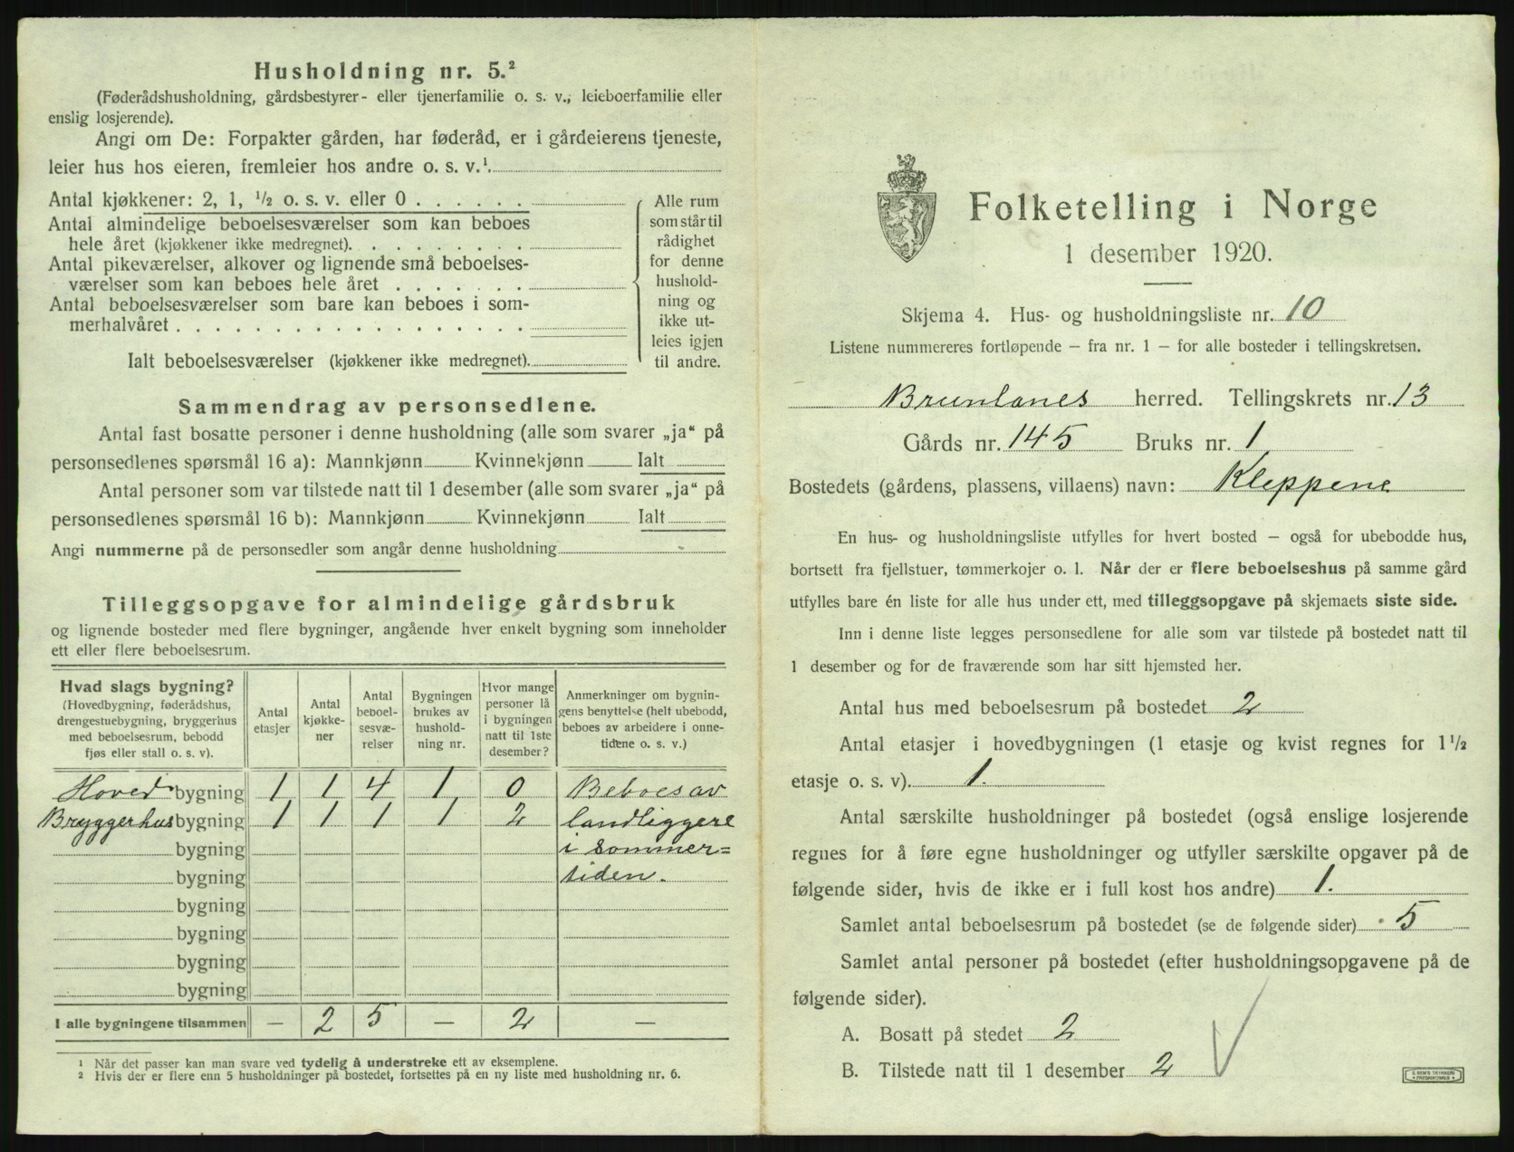 Husholdning nr. 5.²
(Føderådshusholdning, gårdsbestyrer- eller tjenerfamilie o. s. v., leieboerfamilie eller
enslig losjerende).
Angi om De: Forpakter gården, har føderåd, er i gårdeierens tjeneste,
leier hus hos eieren, fremleier hos andre o. s. v.¹
Antal kjøkkener: 2, 1, ½ o. s. v. eller 0
Antal almindelige beboelsesværelser som kan beboes
hele året (kjøkkener ikke medregnet).
Antal pikeværelser, alkover og lignende små beboelses-
værelser som kan beboes hele året
Antal beboelsesværelser som bare kan beboes i som-
merhalvåret
Ialt beboelsesværelser (kjøkkener ikke medregnet).
Alle rum
som står til
rådighet
for denne
hushold-
ning og
ikke ut-
leies igjen
til andre.
Sammendrag av personsedlene.
Antal fast bosatte personer i denne husholdning (alle som svarer „ja“ på
personsedlenes spørsmål 16 a): Mannkjønn Kvinnekjønn Ialt
Antal personer som var tilstede natt til 1 desember (alle som svarer „ja“ på
personsedlenes spørsmål 16 b): Mannkjønn Kvinnekjønn Ialt
Angi nummerne på de personsedler som angår denne husholdning
Tilleggsopgave for almindelige gårdsbruk
og lignende bosteder med flere bygninger, angående hver enkelt bygning som inneholder
ett eller flere beboelsesrum.
Hvad slags bygning?
(Hovedbygning, føderådshus,
drengestuebygning, bryggerhus
med beboelsesrum, bebodd
fjøs eller stall o. s. v).
Antal
etasjer
Antal
kjøkke-
ner
Antal
beboel-
sesvæ-
relser
Bygningen
brukes av
hushold-
ning nr.
Hvor mange
personer lå
i bygningen
natt til 1ste
desember?
Anmerkninger om bygnin-
gens benyttelse (helt ubebodd,
beboes av arbeidere i onne-
tidene o. s. v.)
Hoved bygning 1 1 4 1 0 Beboes av
Bryggerhus bygning 1 1 1 1 2 landliggere
bygning i sommer=
bygning tiden.
bygning
bygning
bygning
bygning
I alle bygningene tilsammen — 2 5 — 2 —
¹ Når det passer kan man svare ved tydelig å understreke ett av eksemplene.
² Hvis der er flere enn 5 husholdninger på bostedet, fortsettes på en ny liste med husholdning nr. 6.
Folketelling i Norge
1 desember 1920.
Skjema 4. Hus- og husholdningsliste nr. 10
Listene nummereres fortløpende – fra nr. 1 – for alle bosteder i tellingskretsen.
Brunlanes herred. Tellingskrets nr. 13
Gårds nr. 145 Bruks nr. 1
Bostedets (gårdens, plassens, villaens) navn: Kleppene
En hus- og husholdningsliste utfylles for hvert bosted – også for ubebodde hus,
bortsett fra fjellstuer, tømmerkojer o. l. Når der er flere beboelseshus på samme gård
utfylles bare én liste for alle hus under ett, med tilleggsopgave på skjemaets siste side.
Inn i denne liste legges personsedlene for alle som var tilstede på bostedet natt til
1 desember og for de fraværende som har sitt hjemsted her.
Antal hus med beboelsesrum på bostedet 2
Antal etasjer i hovedbygningen (1 etasje og kvist regnes for 1½
etasje o. s. v). 1.
Antal særskilte husholdninger på bostedet (også enslige losjerende
regnes for å føre egne husholdninger og utfyller særskilte opgaver på de
følgende sider, hvis de ikke er i full kost hos andre) 1.
Samlet antal beboelsesrum på bostedet (se de følgende sider) 5
Samlet antal personer på bostedet (efter husholdningsopgavene på de
følgende sider).
A. Bosatt på stedet 2
B. Tilstede natt til 1 desember 2